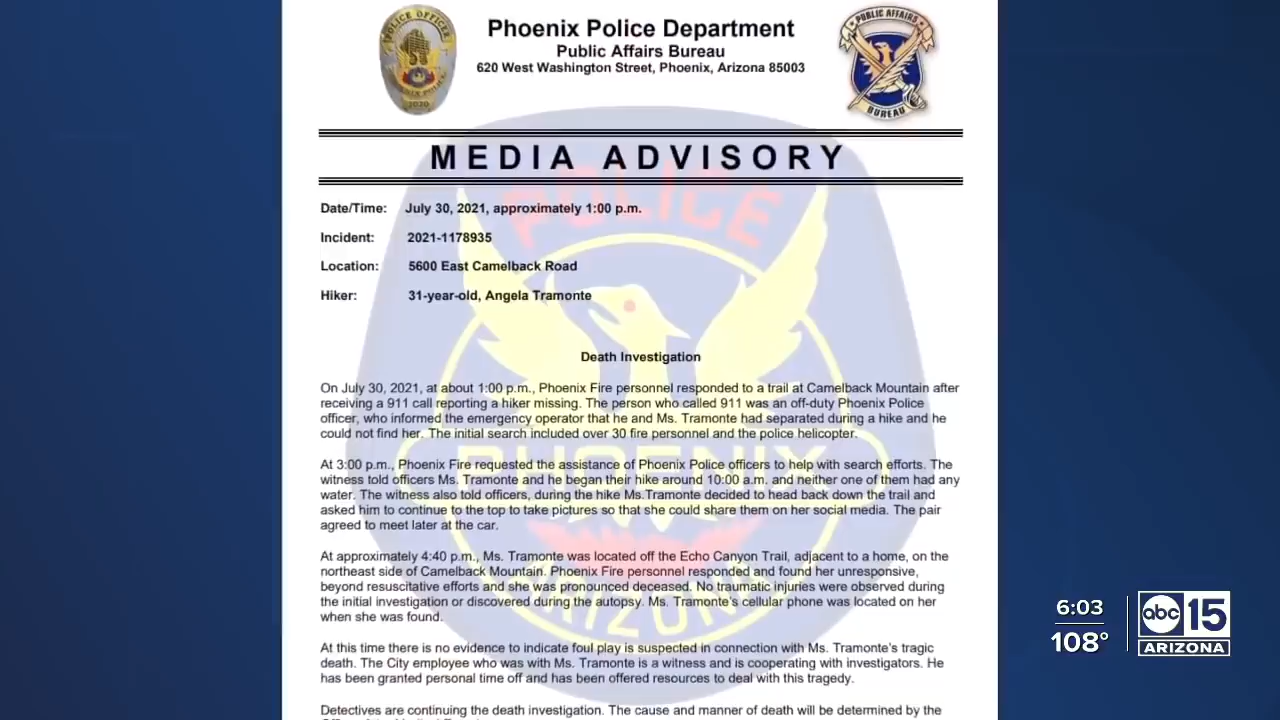 POLICE OFFICER
2020
Phoenix Police Department
Public Affairs Bureau
620 West Washington Street, Phoenix, Arizona 85003
PUBLIC AFFAIRS
BUREAU
MEDIA ADVISORY
Date/Time: July 30, 2021, approximately 1:00 p.m.
Incident: 2021-1178935
Location: 5600 East Camelback Road
Hiker: 31-year-old, Angela Tramonte
Death Investigation
On July 30, 2021, at about 1:00 p.m., Phoenix Fire personnel responded to a trail at Camelback Mountain after
receiving a 911 call reporting a hiker missing. The person who called 911 was an off-duty Phoenix Police
officer, who informed the emergency operator that he and Ms. Tramonte had separated during a hike and he
could not find her. The initial search included over 30 fire personnel and the police helicopter.
At 3:00 p.m., Phoenix Fire requested the assistance of Phoenix Police officers to help with search efforts. The
witness told officers Ms. Tramonte and he began their hike around 10:00 a.m. and neither one of them had any
water. The witness also told officers, during the hike Ms.Tramonte decided to head back down the trail and
asked him to continue to the top to take pictures so that she could share them on her social media. The pair
agreed to meet later at the car.
At approximately 4:40 p.m., Ms. Tramonte was located off the Echo Canyon Trail, adjacent to a home, on the
northeast side of Camelback Mountain. Phoenix Fire personnel responded and found her unresponsive,
beyond resuscitative efforts and she was pronounced deceased. No traumatic injuries were observed during
the initial investigation or discovered during the autopsy. Ms. Tramonte's cellular phone was located on her
when she was found.
At this time there is no evidence to indicate foul play is suspected in connection with Ms. Tramonte's tragic
death. The City employee who was with Ms. Tramonte is a witness and is cooperating with investigators. He
has been granted personal time off and has been offered resources to deal with this tragedy.
Detectives are continuing the death investigation. The cause and manner of death will be determined by the
POLICE
PHOENIX
ARIZONA
6:03
108°
abc 15
ARIZONA